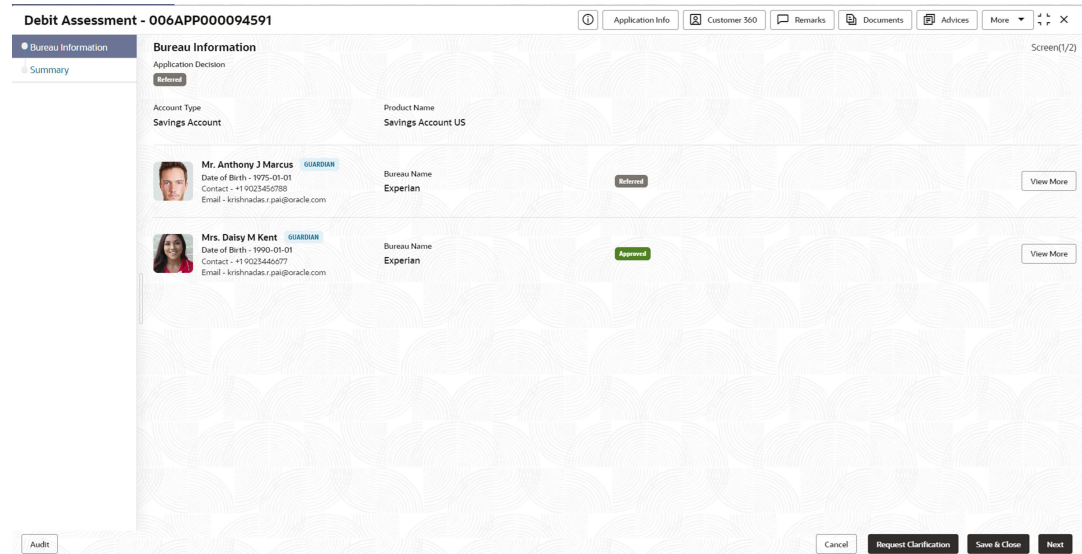 Debit Assessment - 006APP000094591
Application Info
Customer 360
Remarks
Documents
Advices
More
Bureau Information
Summary
Bureau Information
Screen(1/2)
Application Decision
Referred
Account Type
Product Name
Savings Account
Savings Account US
Mr. Anthony J Marcus GUARDIAN
Date of Birth - 1975-01-01
Contact - +1 9023456788
Email - krishnadas.r.pai@oracle.com
Bureau Name
Experian
Referred
View More
Mrs. Daisy M Kent GUARDIAN
Date of Birth - 1990-01-01
Contact - +1 9023446677
Email - krishnadas.r.pai@oracle.com
Bureau Name
Experian
Approved
View More
Audit
Cancel
Request Clarification
Save & Close
Next